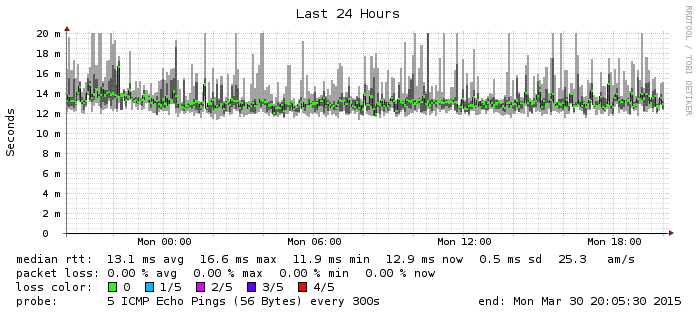 Last 24 Hours
RRDTOOL / TOBI OETIKER
Seconds
20 m
18 m
16 m
14 m
12 m
10 m
8 m
6 m
4 m
2 m
0
Mon 00:00 Mon 06:00 Mon 12:00 Mon 18:00
median rtt: 13.1 ms avg 16.6 ms max 11.9 ms min 12.9 ms now 0.5 ms sd 25.3 am/s
packet loss: 0.00 % avg 0.00 % max 0.00 % min 0.00 % now
loss color: 0 1/5 2/5 3/5 4/5
probe: 5 ICMP Echo Pings (56 Bytes) every 300s end: Mon Mar 30 20:05:30 2015